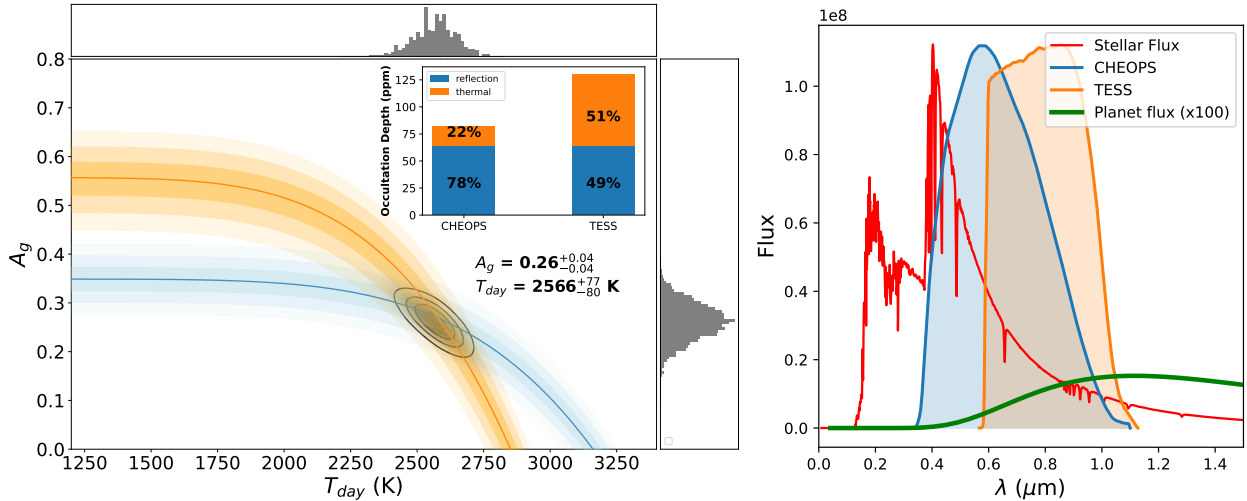 0.8
0.7
0.6
0.5
0.4
0.3
0.2
0.1
0.0
A_g
1250 1500 1750 2000 2250 2500 2750 3000 3250
T_day (K)
reflection
thermal
Occultation Depth (ppm)
125
100
75
50
25
0
22%
78%
51%
49%
CHEOPS
TESS
A_g = 0.26^{+0.04}_{-0.04}
T_day = 2566^{+77}_{-80} K
1e8
Stellar Flux
CHEOPS
TESS
Planet flux (x100)
Flux
1.0
0.8
0.6
0.4
0.2
0.0
0.0 0.2 0.4 0.6 0.8 1.0 1.2 1.4
λ (μm)